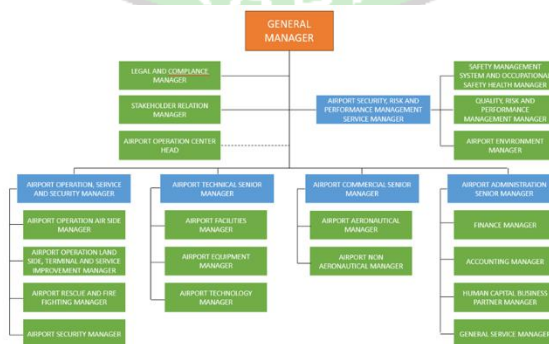 GENERAL
MANAGER
LEGAL AND COMPLIANCE
MANAGER
STAKEHOLDER RELATION
MANAGER
AIRPORT OPERATION CENTER
HEAD
AIRPORT SECURITY, RISK AND
PERFORMANCE MANAGEMENT
SERVICE MANAGER
SAFETY MANAGEMENT
SYSTEM AND OCCUPATIONAL
SAFETY HEALTH MANAGER
QUALITY, RISK AND
PERFORMANCE
MANAGEMENT MANAGER
AIRPORT ENVIRONMENT
MANAGER
AIRPORT OPERATION, SERVICE
AND SECURITY MANAGER
AIRPORT OPERATION AIR SIDE
MANAGER
AIRPORT OPERATION LAND
SIDE, TERMINAL AND SERVICE
IMPROVEMENT MANAGER
AIRPORT RESCUE AND FIRE
FIGHTING MANAGER
AIRPORT SECURITY MANAGER
AIRPORT TECHNICAL SENIOR
MANAGER
AIRPORT FACILITIES
MANAGER
AIRPORT EQUIPMENT
MANAGER
AIRPORT TECHNOLOGY
MANAGER
AIRPORT COMMERCIAL SENIOR
MANAGER
AIRPORT AERONAUTICAL
MANAGER
AIRPORT NON
AERONAUTICAL MANAGER
AIRPORT ADMINISTRATION
SENIOR MANAGER
FINANCE MANAGER
ACCOUNTING MANAGER
HUMAN CAPITAL BUSINESS
PARTNER MANAGER
GENERAL SERVICE MANAGER